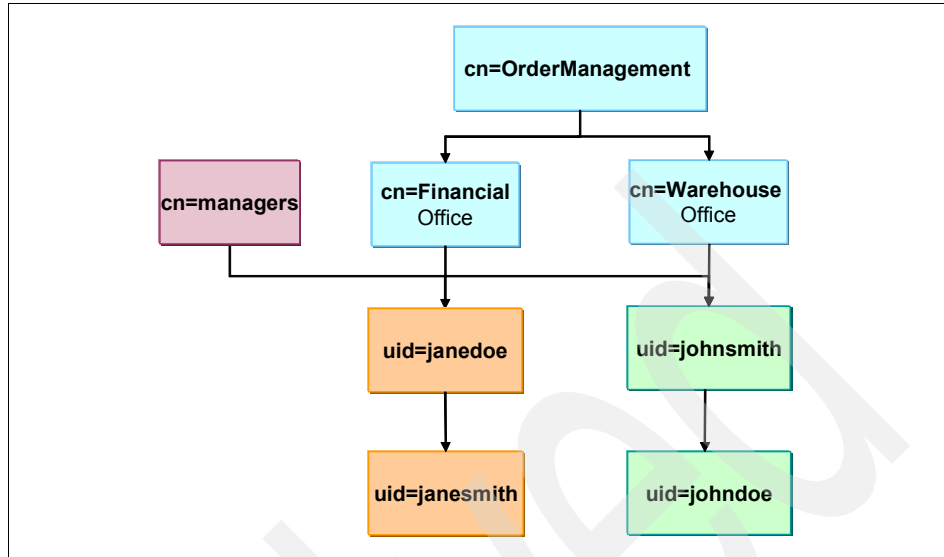 cn=OrderManagement
cn=managers
cn=Financial
Office
cn=Warehouse
Office
uid=janedoe
uid=johnsmith
uid=janesmith
uid=johndoe